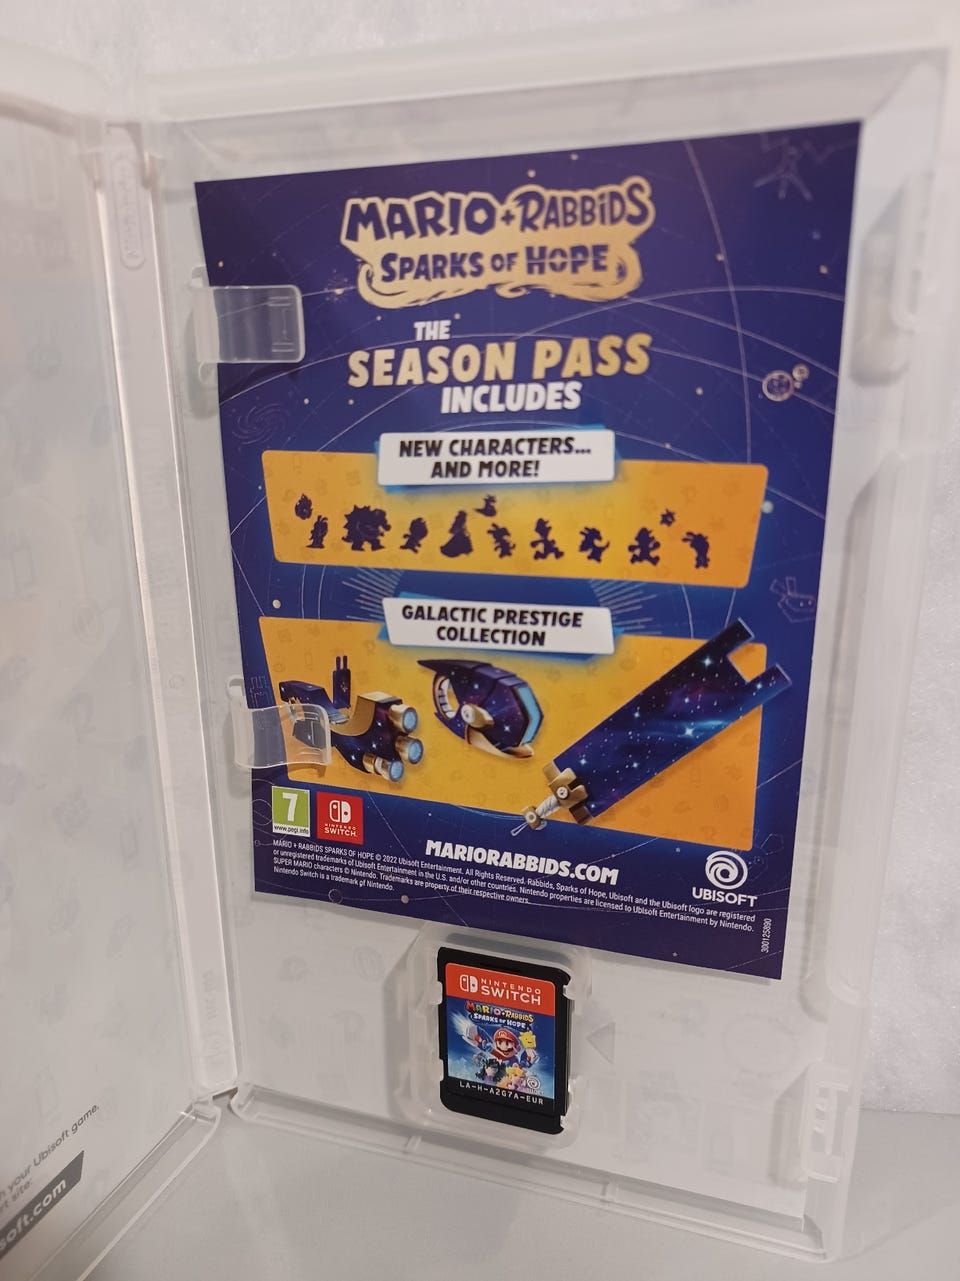 MARIO+RABBIDS
SPARKS OF HOPE
THE
SEASON PASS
INCLUDES
NEW CHARACTERS...
AND MORE!
GALACTIC PRESTIGE
COLLECTION
7
www.pegi.info
NINTENDO
SWITCH
MARIORABBIDS.COM
UBISOFT
MARIO + RABBIDS SPARKS OF HOPE © 2022 Ubisoft Entertainment. All Rights Reserved. Rabbids, Sparks of Hope, Ubisoft and the Ubisoft logo are registered
or unregistered trademarks of Ubisoft Entertainment in the U.S. and/or other countries. Nintendo properties are licensed to Ubisoft Entertainment by Nintendo.
SUPER MARIO characters © Nintendo. Trademarks are property of their respective owners.
Nintendo Switch is a trademark of Nintendo.
300125890
NINTENDO
SWITCH
MARIO+RABBIDS
SPARKS OF HOPE
LA-H-A2G7A-EUR
your Ubisoft game,
site:
soft.com